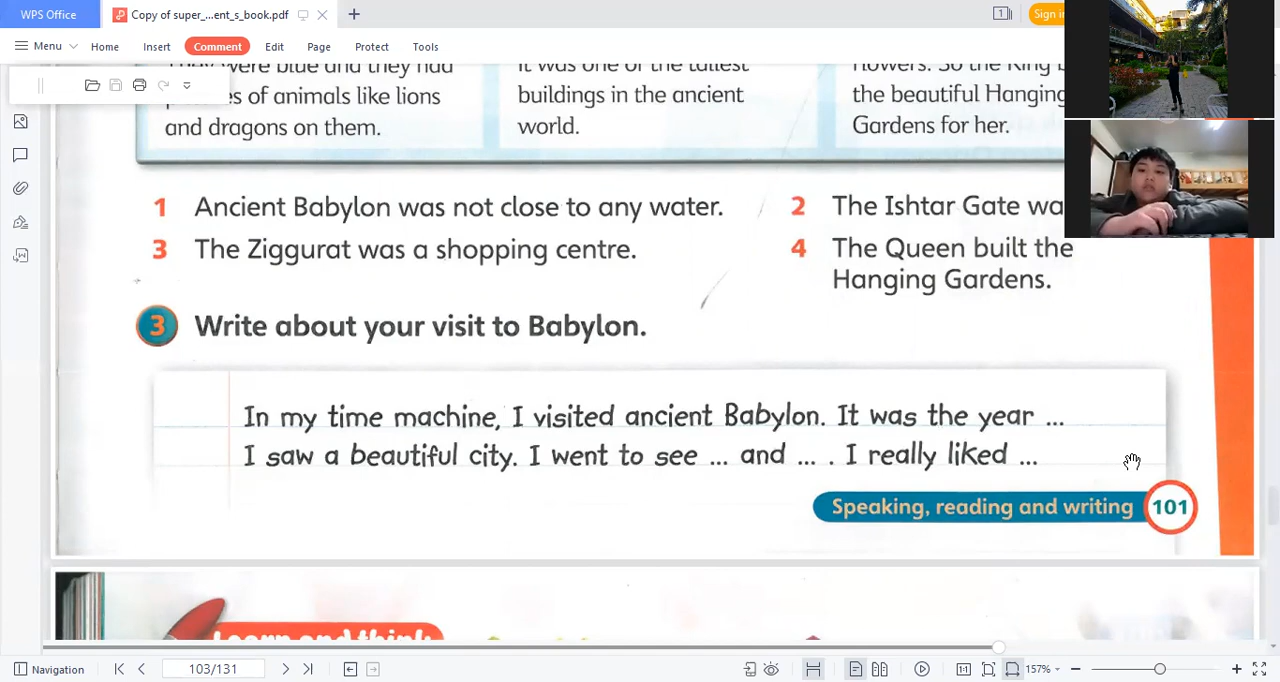 WPS Office
Copy of super_...ent_s_book.pdf
1
Sign in
Menu
Home
Insert
Comment
Edit
Page
Protect
Tools
They were blue and they had
of animals like lions
and dragons on them.
It was one of the tallest
buildings in the ancient
world.
flowers. So the King
the beautiful Hanging
Gardens for her.
1 Ancient Babylon was not close to any water.
2 The Ishtar Gate
3 The Ziggurat was a shopping centre.
4 The Queen built the
Hanging Gardens.
3 Write about your visit to Babylon.
In my time machine, I visited ancient Babylon. It was the year ...
I saw a beautiful city. I went to see ... and ... . I really liked ...
Speaking, reading and writing 101
Learn and think
Navigation
103/131
157%